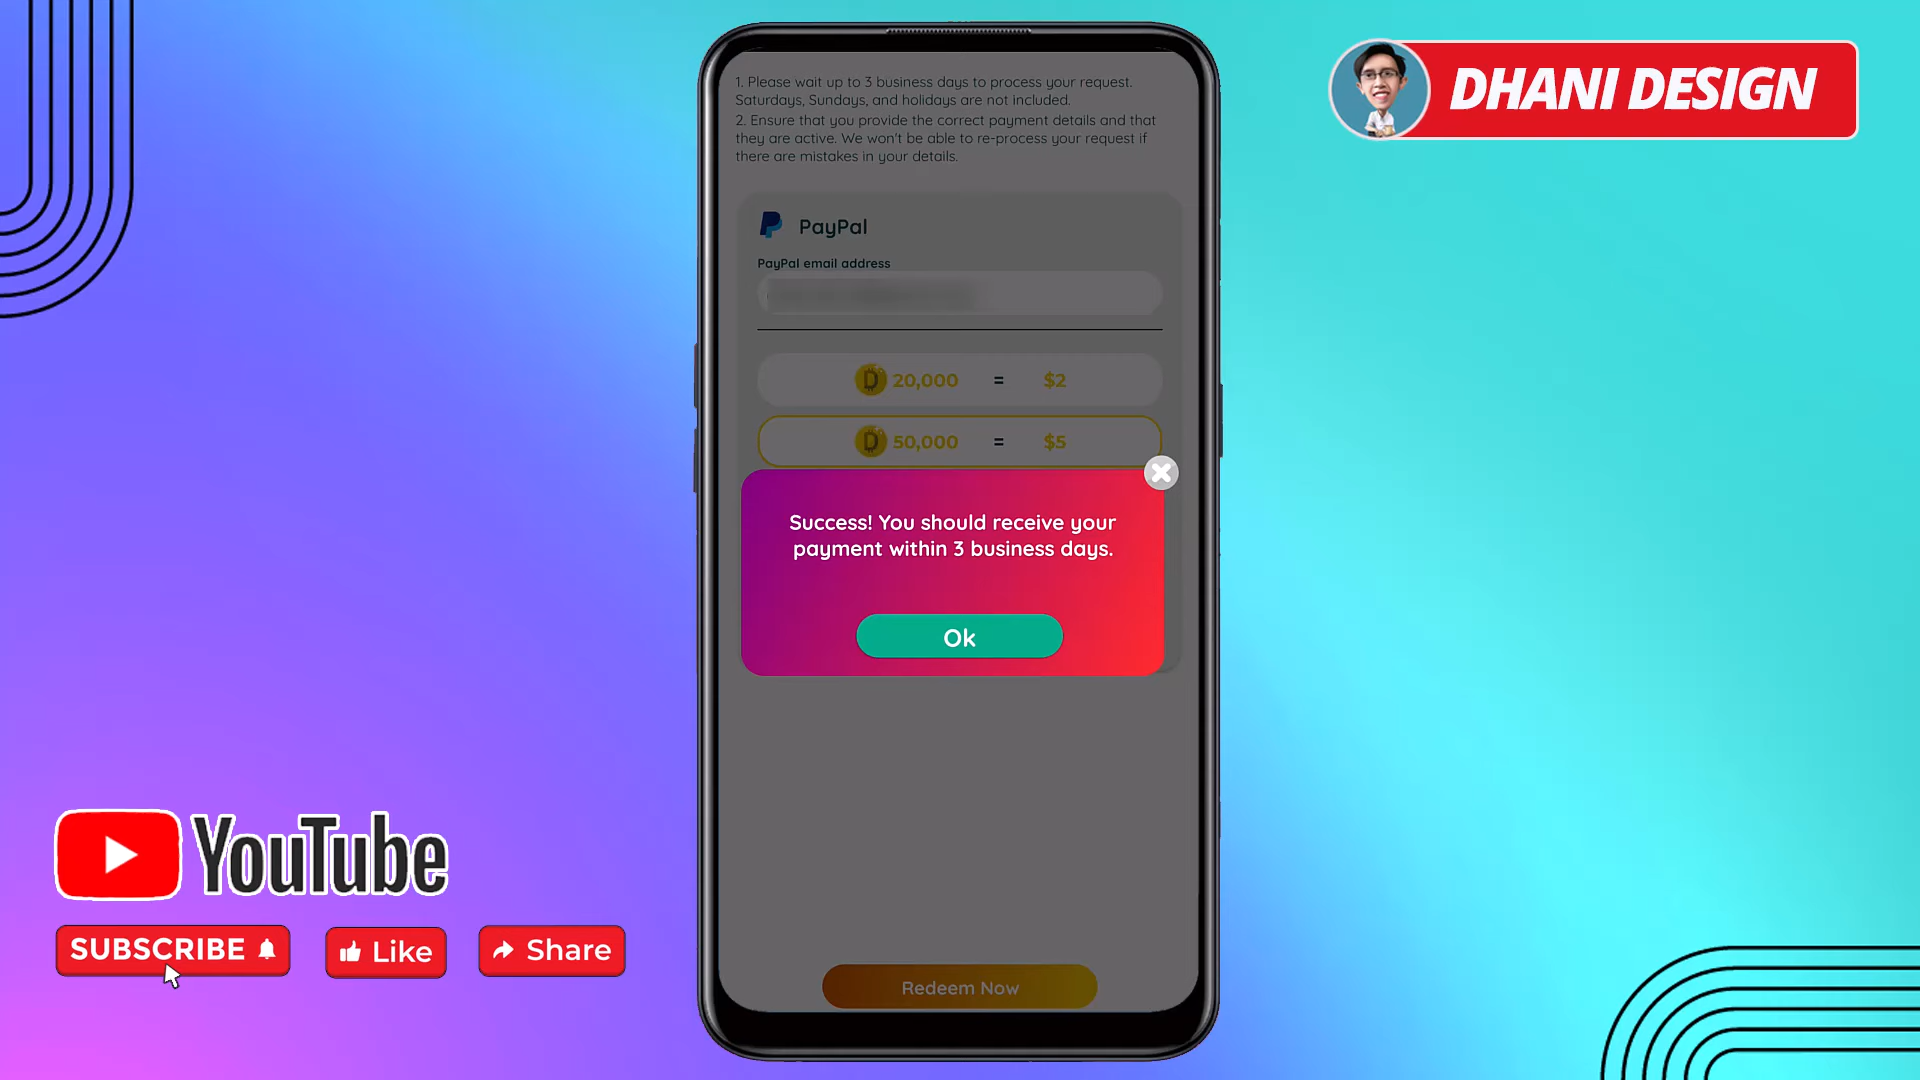 DHANI DESIGN
1. Please wait up to 3 business days to process your request.
Saturdays, Sundays, and holidays are not included.
2. Ensure that you provide the correct payment details and that
they are active. We won't be able to re-process your request if
there are mistakes in your details.
PayPal
PayPal email address
20,000 = $2
50,000 = $5
Success! You should receive your
payment within 3 business days.
Ok
Redeem Now
YouTube
SUBSCRIBE
Like
Share